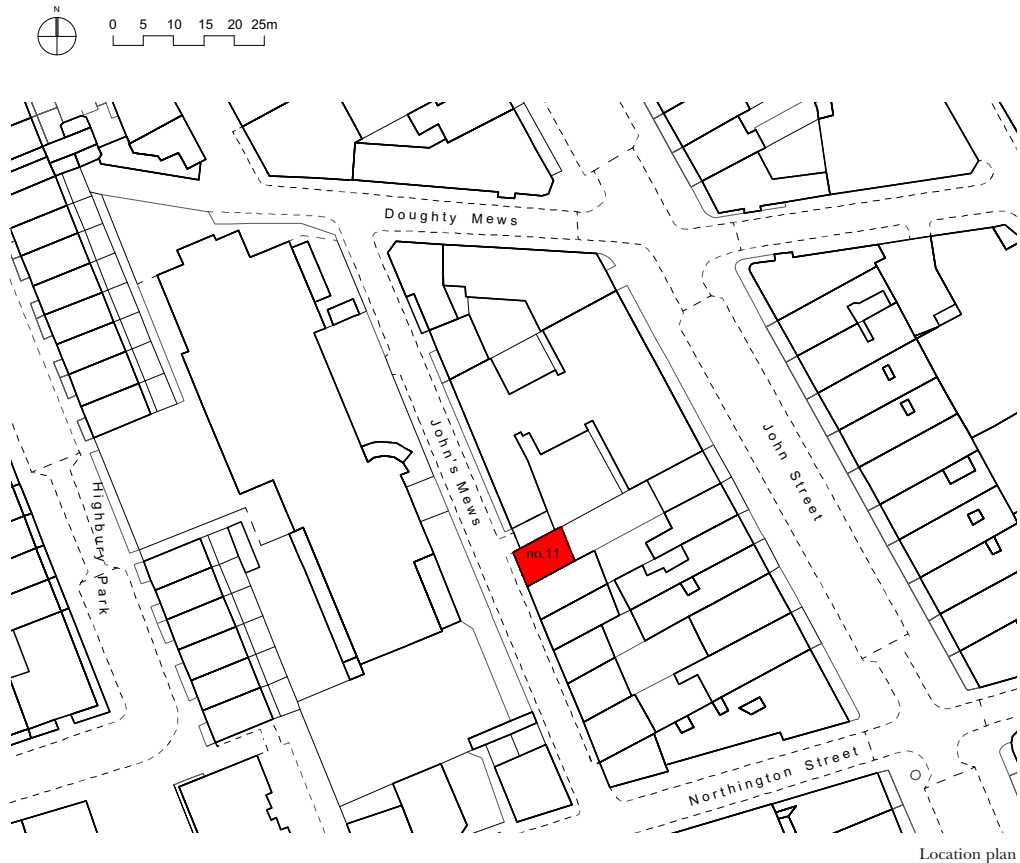 N
0 5 10 15 20 25m
Doughty Mews
John's Mews
John Street
Highbury Park
no.11
Northington Street
Location plan